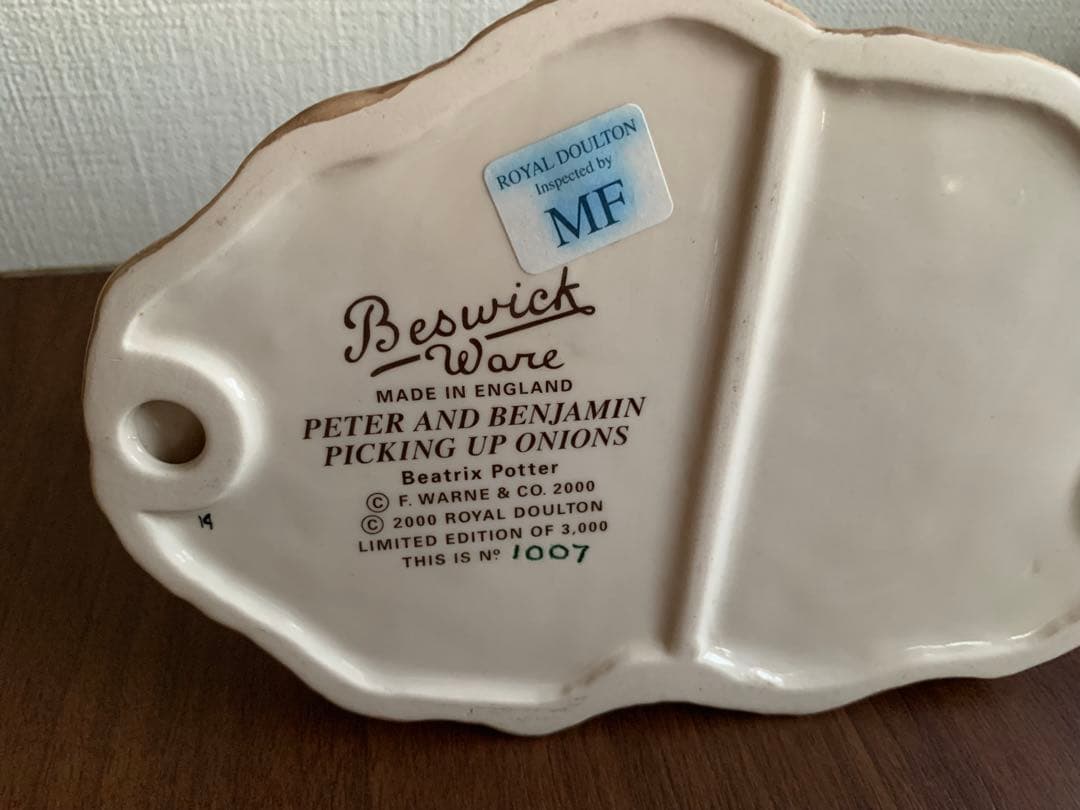 ROYAL DOULTON
Inspected by
MF
Beswick
Ware
MADE IN ENGLAND
PETER AND BENJAMIN
PICKING UP ONIONS
Beatrix Potter
© F. WARNE & CO. 2000
© 2000 ROYAL DOULTON
LIMITED EDITION OF 3,000
THIS IS Nº 1007